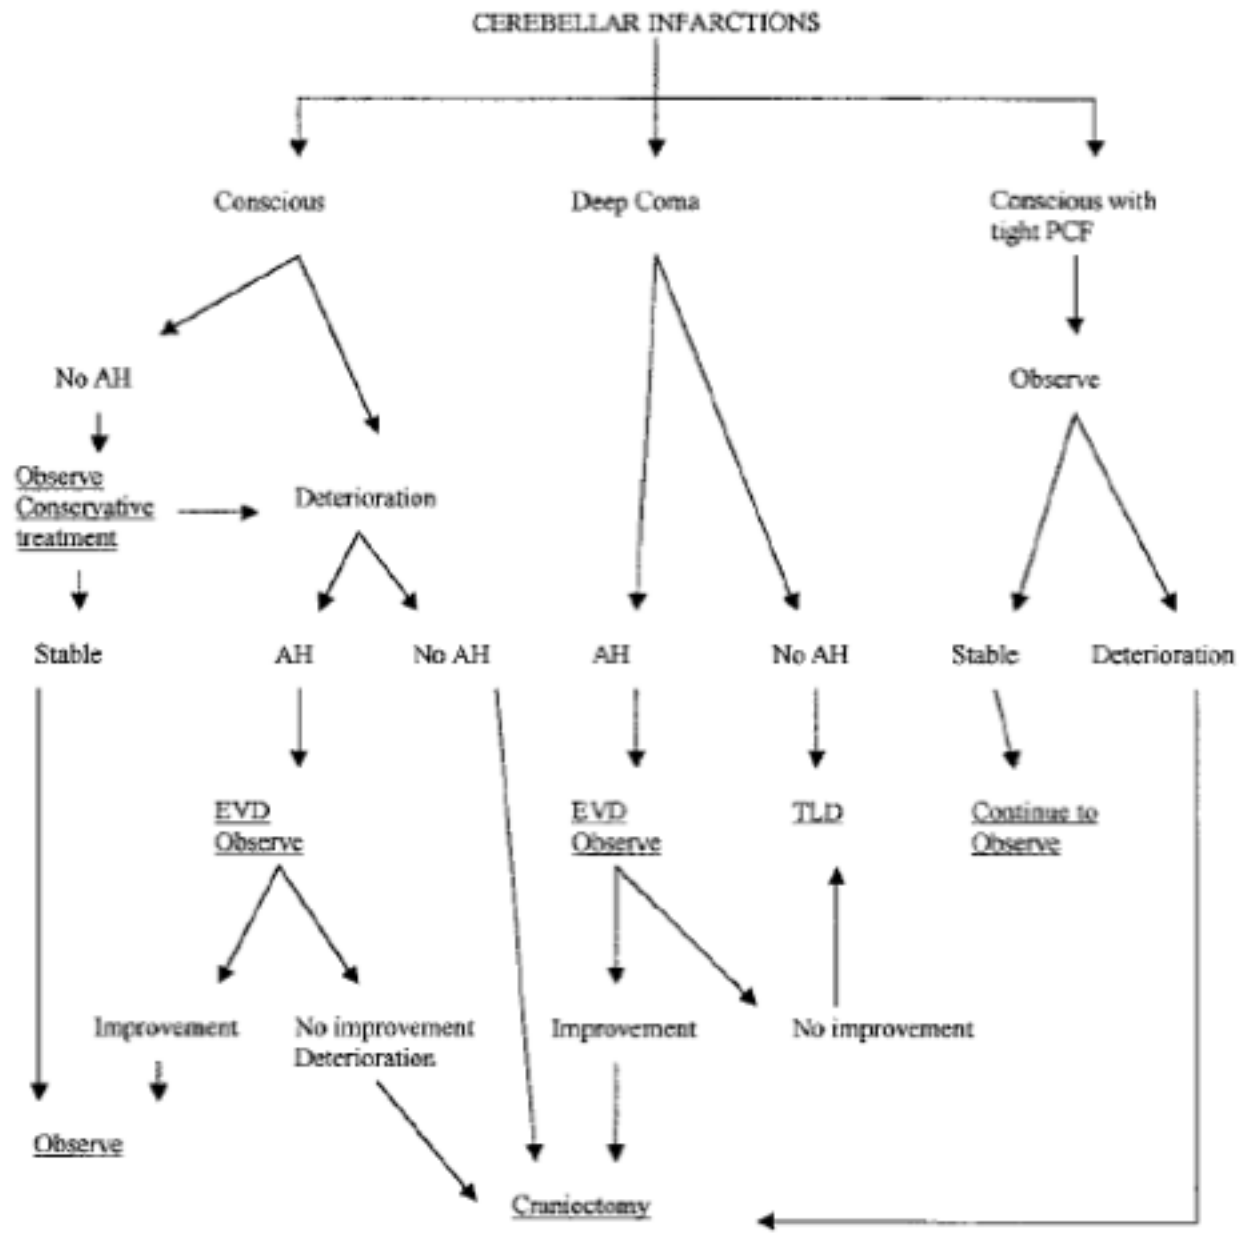 CEREBELLAR INFARCTIONS
Conscious
Deep Coma
Conscious with
tight PCF
No AH
Observe
Observe
Conservative
treatment
Deterioration
Stable
AH
No AH
AH
No AH
Stable
Deterioration
EVD
Observe
EVD
Observe
TLD
Continue to
Observe
Improvement
No improvement
Deterioration
Improvement
No improvement
Observe
Craniectomy